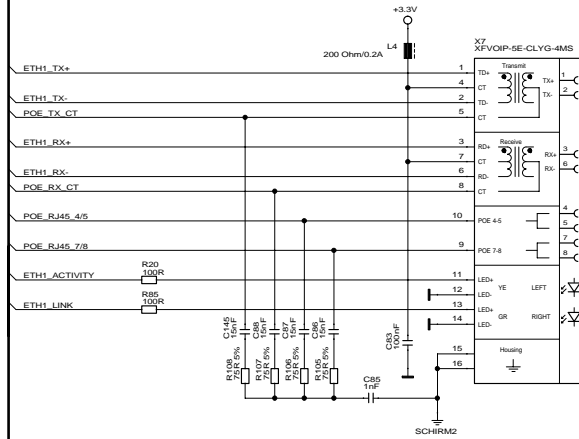 +3.3V
L4
200 Ohm/0.2A
X7
XFVOIP-5E-CLYG-4MS
ETH1_TX+
1 TD+ Transmit TX+ 1
4 CT TX- 2
ETH1_TX-
2 TD-
POE_TX_CT
5 CT
ETH1_RX+
3 RD+ Receive RX+ 3
7 CT RX- 6
ETH1_RX-
6 RD-
POE_RX_CT
8 CT
POE_RJ45_4/5
10 POE 4-5 4
5
POE_RJ45_7/8
9 POE 7-8 7
8
ETH1_ACTIVITY
R20
100R
11 LED+
12 LED- YE LEFT
ETH1_LINK
R85
100R
13 LED+
14 LED- GR RIGHT
C145
15nF
C88
15nF
C87
15nF
C86
15nF
C83
100nF
R108
75R 5%
R107
75R 5%
R106
75R 5%
R105
75R 5%
C85
1nF
15 Housing
16
SCHIRM2